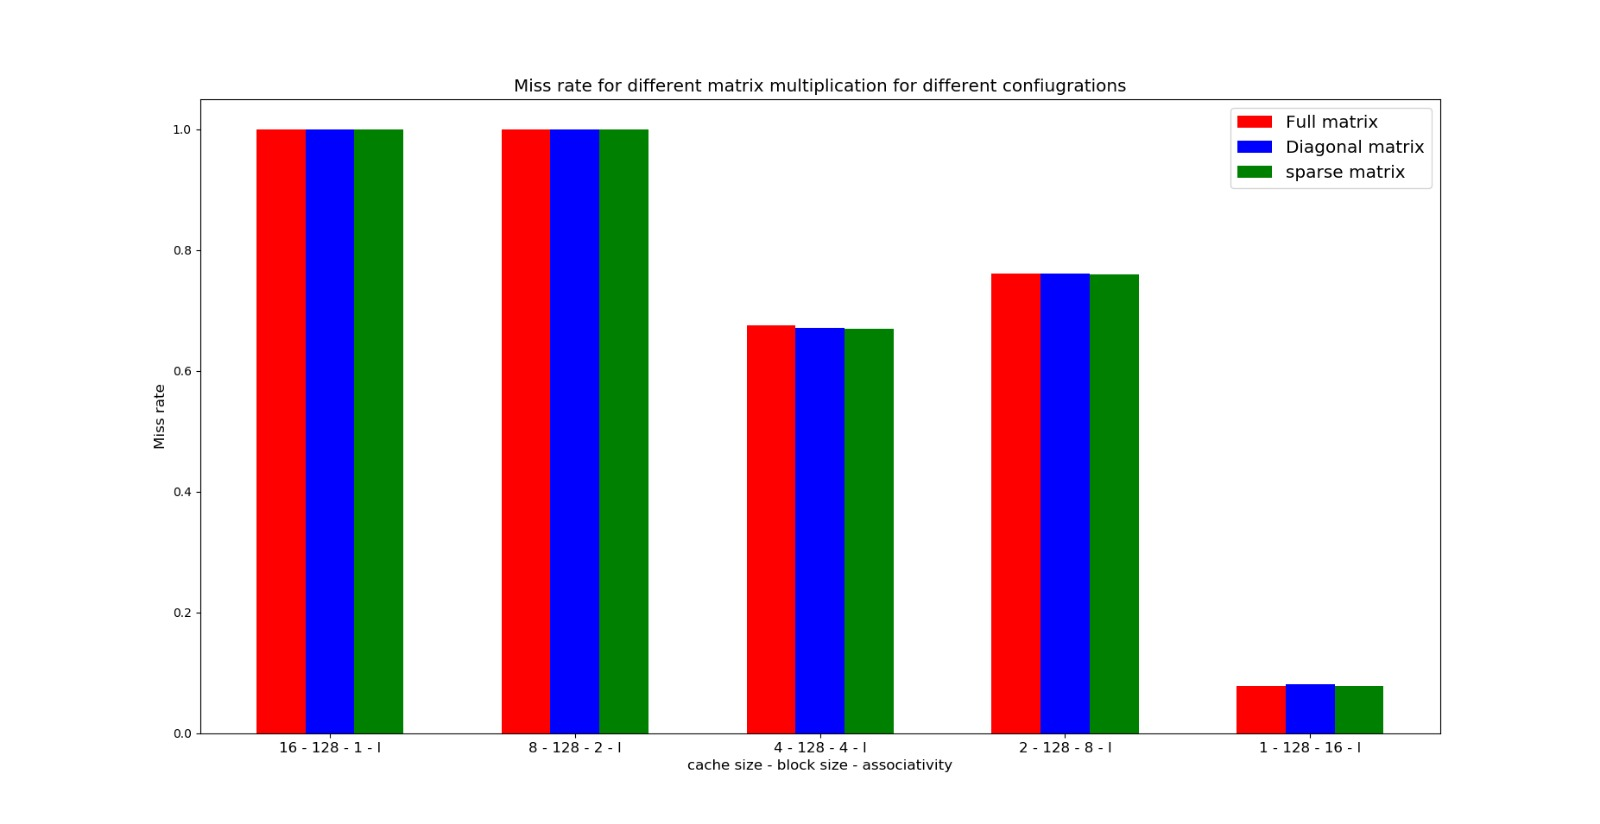 Miss rate for different matrix multiplication for different confiugrations
Full matrix
Diagonal matrix
sparse matrix
Miss rate
1.0
0.8
0.6
0.4
0.2
0.0
16 - 128 - 1 - l
8 - 128 - 2 - l
4 - 128 - 4 - l
2 - 128 - 8 - l
1 - 128 - 16 - l
cache size - block size - associativity